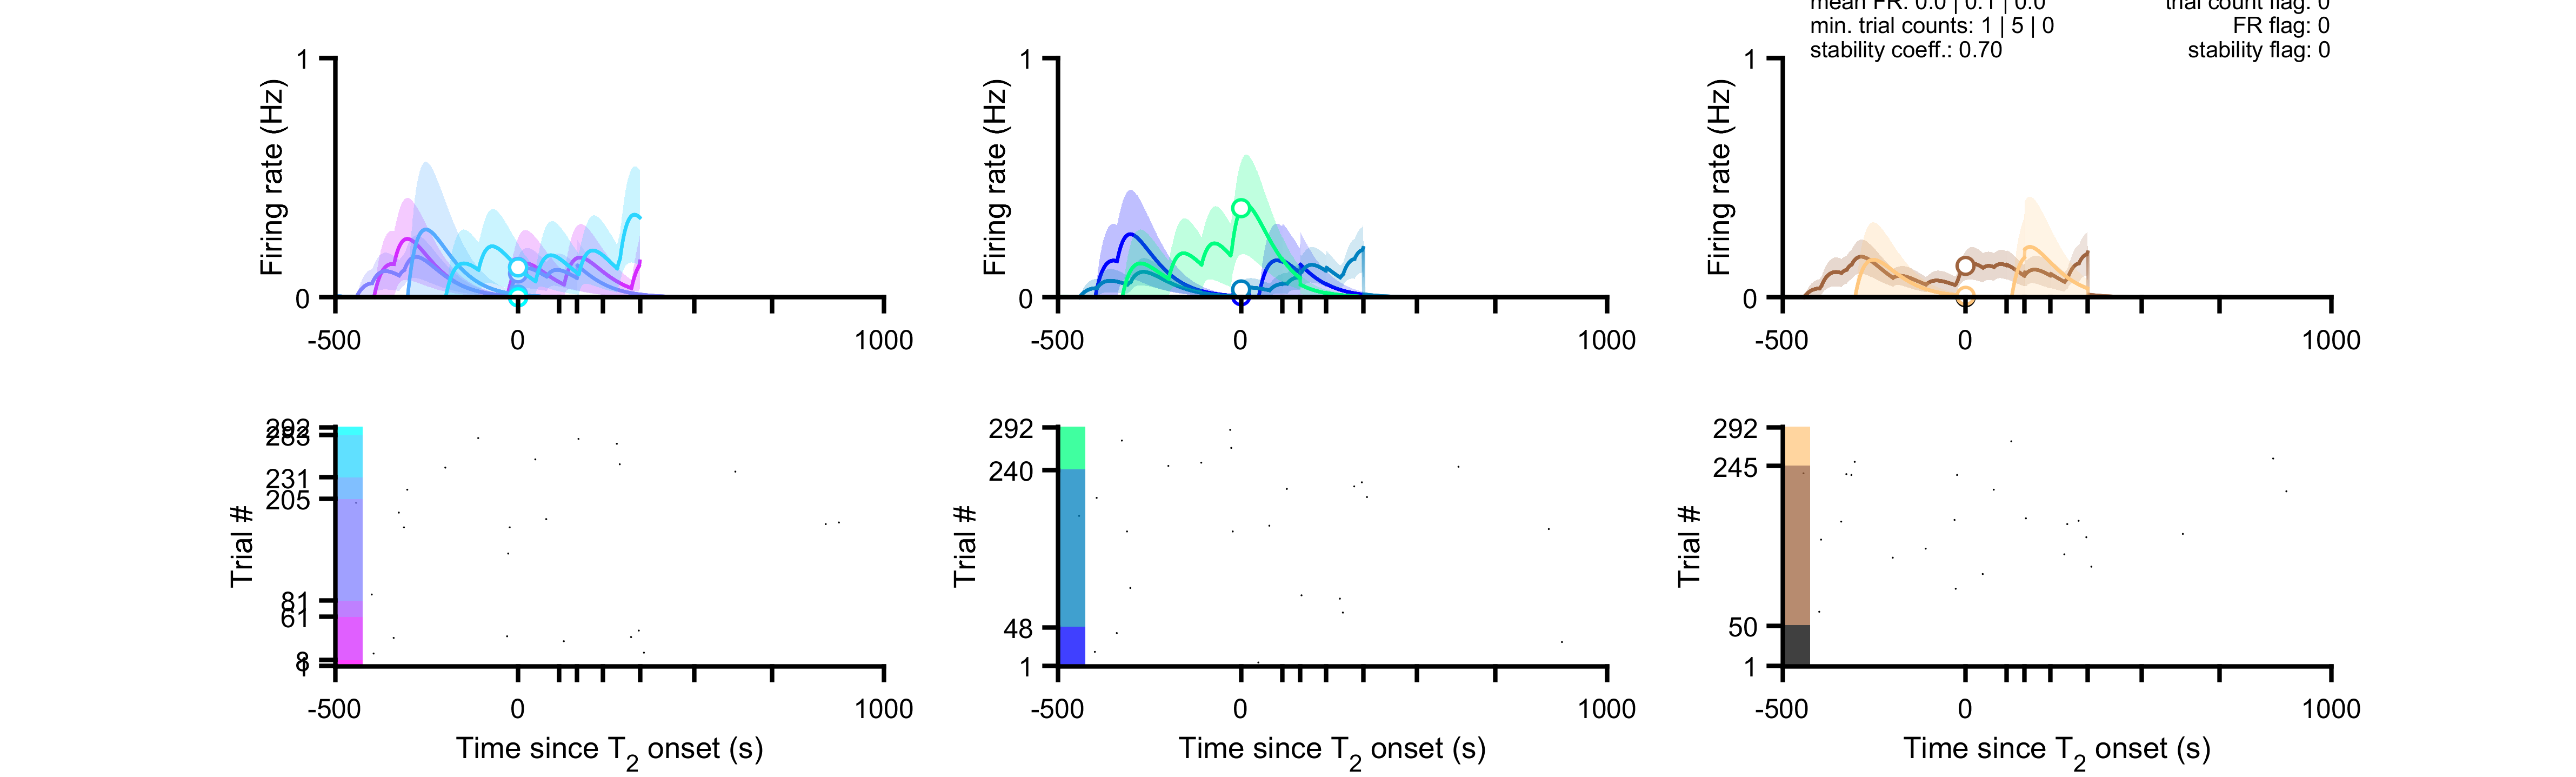 mean FR: 0.0 | 0.1 | 0.0 trial count flag: 0
min. trial counts: 1 | 5 | 0 FR flag: 0
stability coeff.: 0.70 stability flag: 0
1
Firing rate (Hz)
0
-500 0 1000
1
Firing rate (Hz)
0
-500 0 1000
1
Firing rate (Hz)
0
-500 0 1000
292
283
231
205
Trial #
81
61
8
1
-500 0 1000
Time since T2 onset (s)
292
240
Trial #
48
1
-500 0 1000
Time since T2 onset (s)
292
245
Trial #
50
1
-500 0 1000
Time since T2 onset (s)